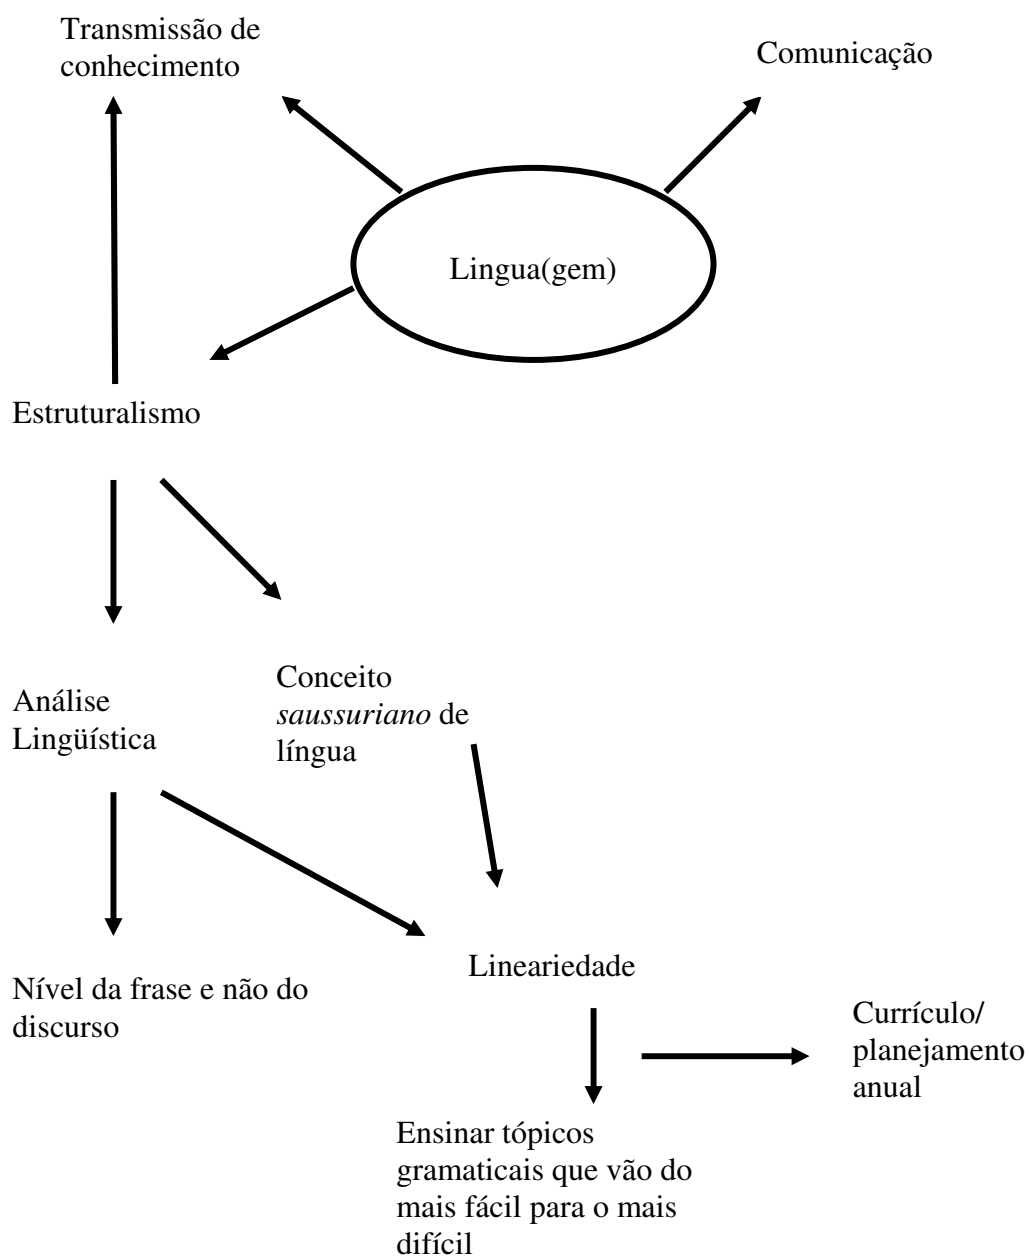 Transmissão de
conhecimento
Comunicação
Lingua(gem)
Estruturalismo
Análise
Lingüística
Conceito
saussuriano de
língua
Nível da frase e não do
discurso
Lineariedade
Currículo/
planejamento
anual
Ensinar tópicos
gramaticais que vão do
mais fácil para o mais
difícil